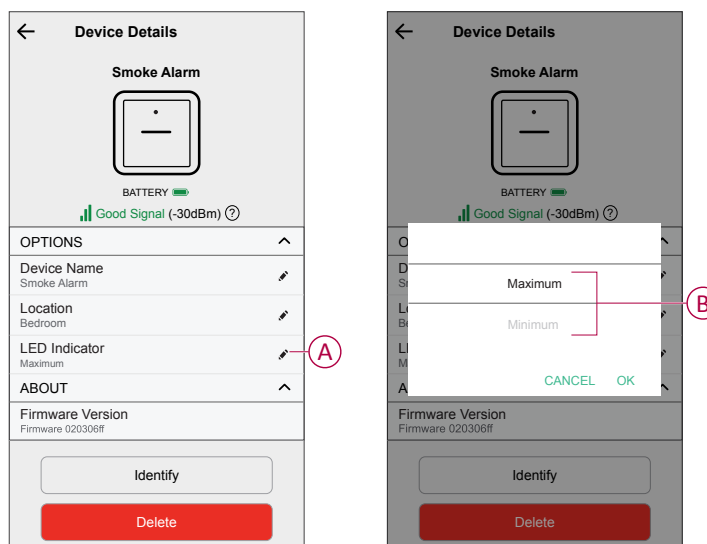 Device Details
Smoke Alarm
BATTERY
Good Signal (-30dBm) ?
OPTIONS
Device Name
Smoke Alarm
Location
Bedroom
LED Indicator
Maximum
A
ABOUT
Firmware Version
Firmware 020306ff
Identify
Delete
Device Details
Smoke Alarm
BATTERY
Good Signal (-30dBm) ?
O
D
S
Maximum
L
Be
Minimum
B
LE
M
CANCEL OK
A
Firmware Version
Firmware 020306ff
Identify
Delete